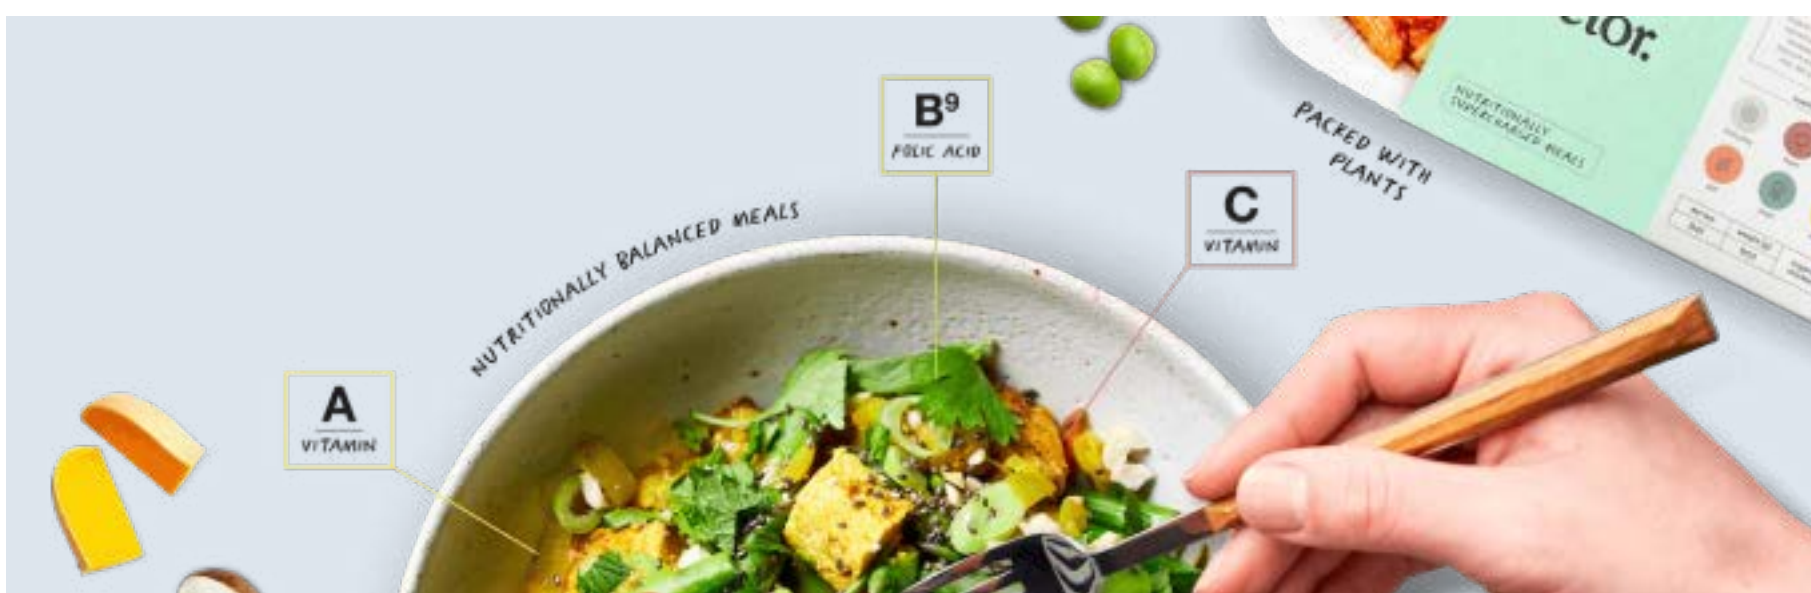 B⁹
FOLIC ACID
PACKED WITH
PLANTS
C
VITAMIN
NUTRITIONALLY BALANCED MEALS
A
VITAMIN
NUTRITIONALLY
SUPERCHARGED MEALS